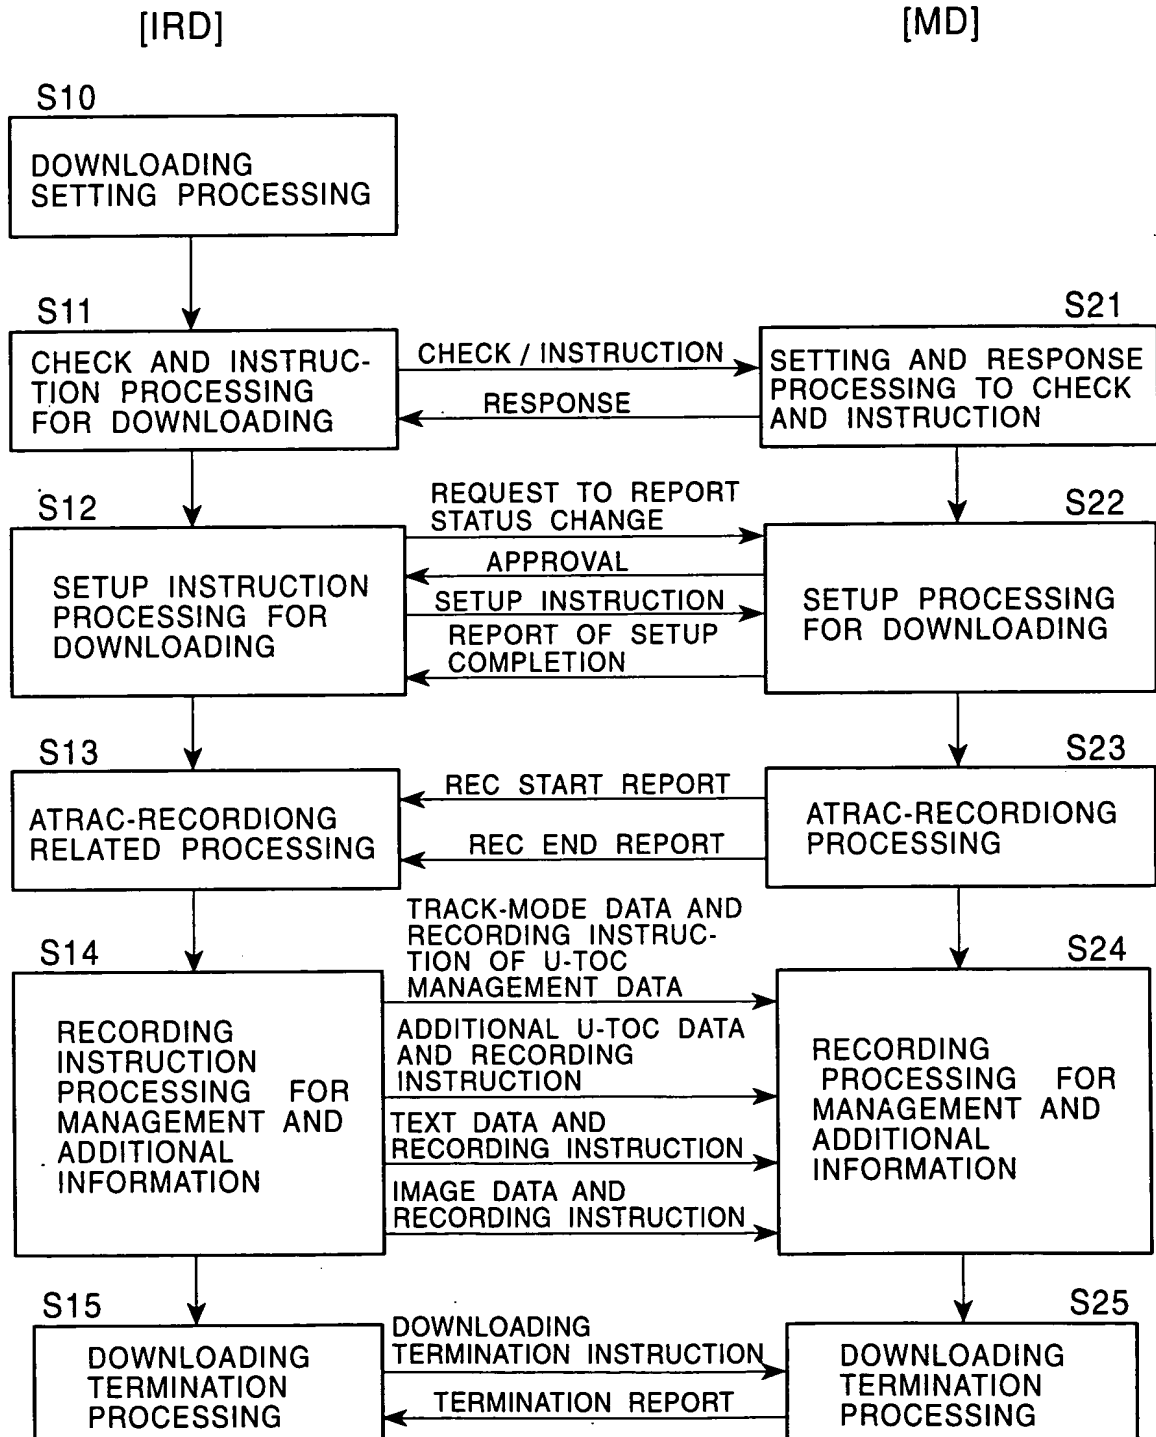 [IRD]
[MD]
S10
DOWNLOADING
SETTING PROCESSING
S11
CHECK AND INSTRUC-
TION PROCESSING
FOR DOWNLOADING
CHECK / INSTRUCTION
RESPONSE
S21
SETTING AND RESPONSE
PROCESSING TO CHECK
AND INSTRUCTION
S12
SETUP INSTRUCTION
PROCESSING FOR
DOWNLOADING
REQUEST TO REPORT
STATUS CHANGE
APPROVAL
SETUP INSTRUCTION
REPORT OF SETUP
COMPLETION
S22
SETUP PROCESSING
FOR DOWNLOADING
S13
ATRAC-RECORDIONG
RELATED PROCESSING
REC START REPORT
REC END REPORT
S23
ATRAC-RECORDIONG
PROCESSING
S14
RECORDING
INSTRUCTION
PROCESSING FOR
MANAGEMENT AND
ADDITIONAL
INFORMATION
TRACK-MODE DATA AND
RECORDING INSTRUC-
TION OF U-TOC
MANAGEMENT DATA
ADDITIONAL U-TOC DATA
AND RECORDING
INSTRUCTION
TEXT DATA AND
RECORDING INSTRUCTION
IMAGE DATA AND
RECORDING INSTRUCTION
S24
RECORDING
PROCESSING FOR
MANAGEMENT AND
ADDITIONAL
INFORMATION
S15
DOWNLOADING
TERMINATION
PROCESSING
DOWNLOADING
TERMINATION INSTRUCTION
TERMINATION REPORT
S25
DOWNLOADING
TERMINATION
PROCESSING